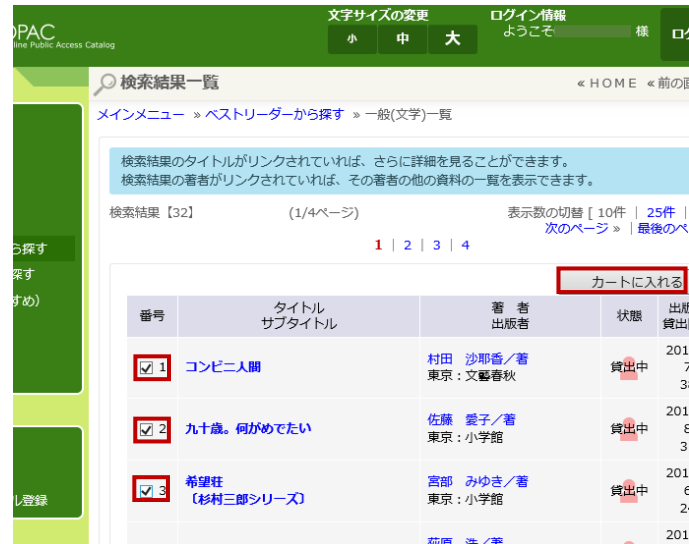 OPAC
Online Public Access Catalog
文字サイズの変更
小 中 大
ログイン情報
ようこそ 様
検索結果一覧
«HOME «前の
メインメニュー » ベストリーダーから探す » 一般(文学)一覧
検索結果のタイトルがリンクされていれば、さらに詳細を見ることができます。
検索結果の著者がリンクされていれば、その著者の他の資料の一覧を表示できます。
検索結果【32】 (1/4ページ) 表示数の切替 [ 10件 | 25件 |
次のページ » | 最後のペ
1 | 2 | 3 | 4
ら探す
探す
すめ)
ル登録
カートに入れる
番号 タイトル サブタイトル 著 者 出版者 状態 出版 貸出
1 コンビニ人間 村田 沙耶香/著 貸出中 201
東京:文藝春秋 7
38
2 九十歳。何がめでたい 佐藤 愛子/著 貸出中 201
東京:小学館 8
3
3 希望荘 宮部 みゆき/著 貸出中 201
〔杉村三郎シリーズ〕 東京:小学館 6
24
荻原 浩/著 201